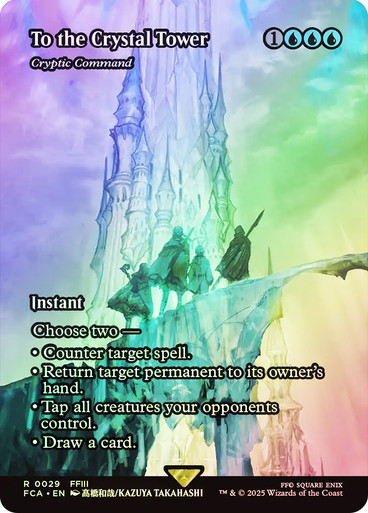 To the Crystal Tower 1
Cryptic Command
Instant
Choose two —
• Counter target spell.
• Return target permanent to its owner's
hand.
• Tap all creatures your opponents
control.
• Draw a card.
R 0029 FFIII
FCA • EN 高橋和哉/KAZUYA TAKAHASHI
FF© SQUARE ENIX
™ & © 2025 Wizards of the Coast